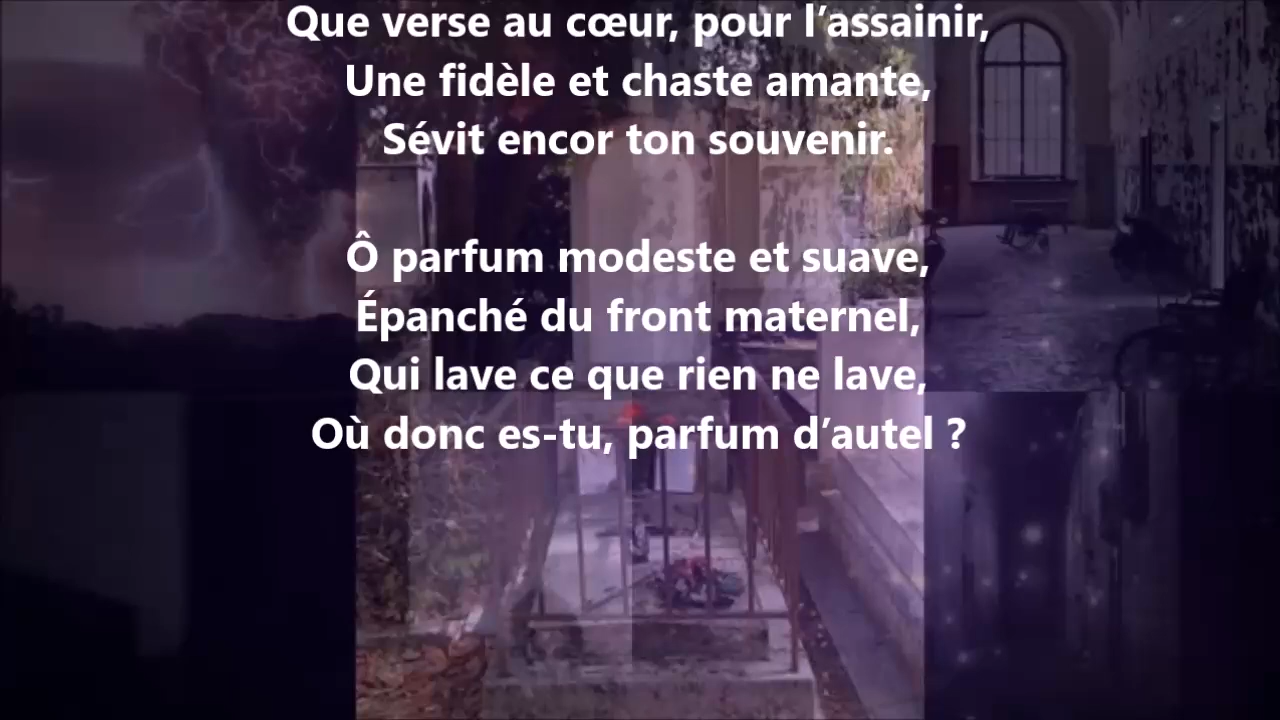 Que verse au cœur, pour l’assainir,
Une fidèle et chaste amante,
Sévit encor ton souvenir.
Ô parfum modeste et suave,
Épanché du front maternel,
Qui lave ce que rien ne lave,
Où donc es-tu, parfum d’autel ?